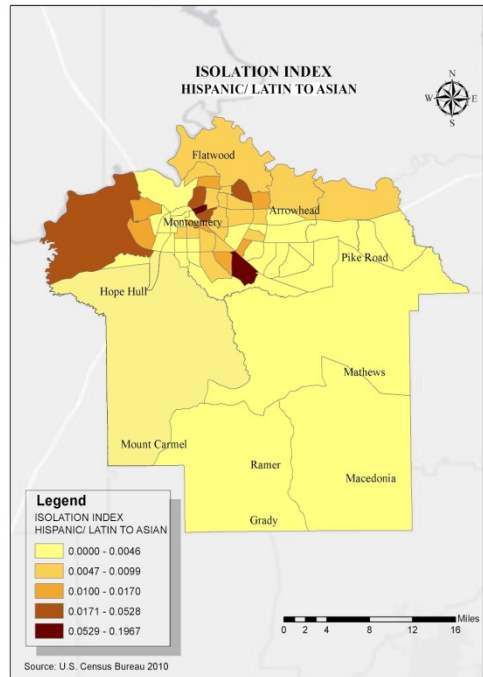 ISOLATION INDEX
HISPANIC/ LATIN TO ASIAN
N
W E
S
Flatwood
Montogmery
Arrowhead
Pike Road
Hope Hull
Mathews
Mount Carmel
Ramer
Macedonia
Grady
Legend
ISOLATION INDEX
HISPANIC/ LATIN TO ASIAN
0.0000 - 0.0046
0.0047 - 0.0099
0.0100 - 0.0170
0.0171 - 0.0528
0.0529 - 0.1967
Miles
0 2 4 8 12 16
Source: U.S. Census Bureau 2010